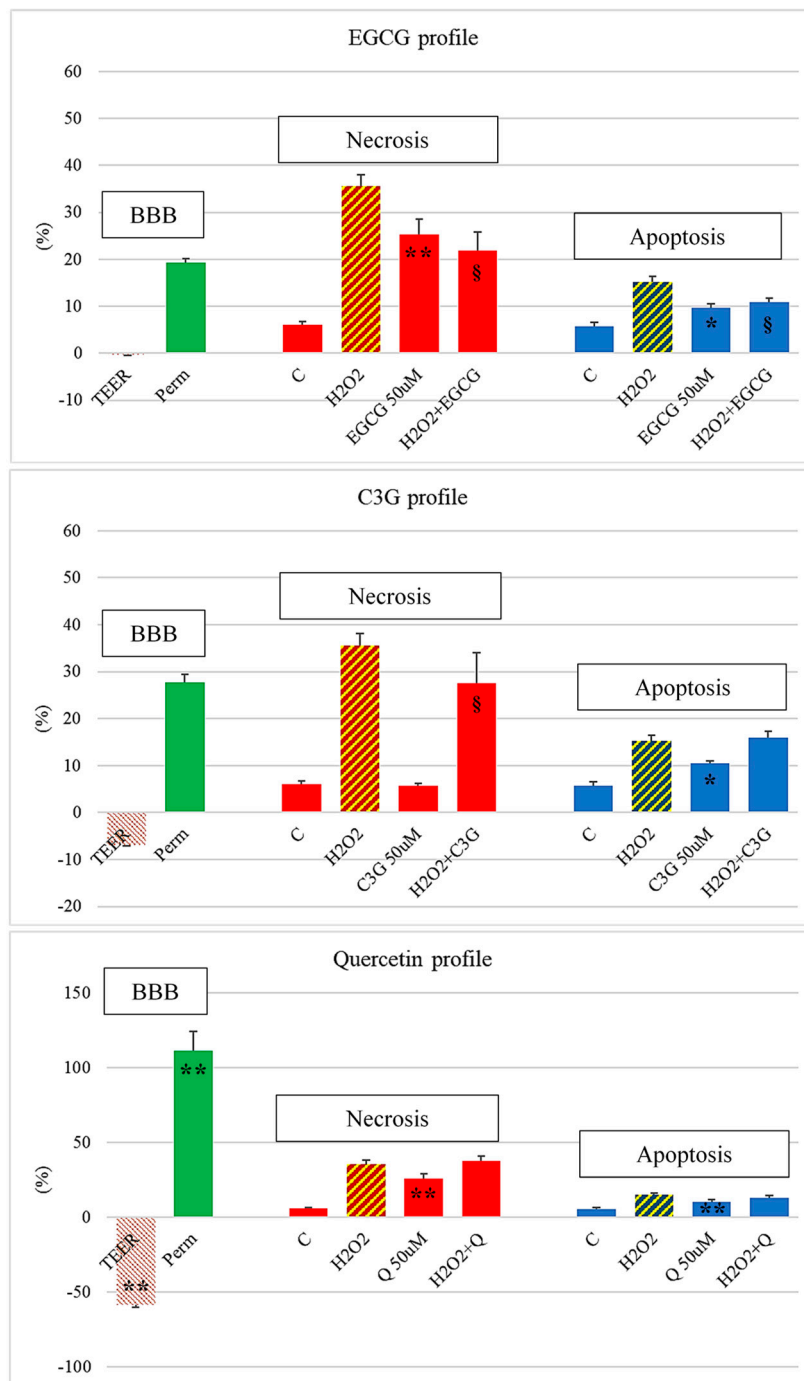 EGCG profile
60
50
40
30
20
10
0
-10
(%)
BBB
Necrosis
Apoptosis
**
§
*
§
TEER
Perm
C
H2O2
EGCG 50uM
H2O2+EGCG
C
H2O2
EGCG 50uM
H2O2+EGCG
C3G profile
60
50
40
30
20
10
0
-10
-20
(%)
BBB
Necrosis
Apoptosis
§
*
TEER
Perm
C
H2O2
C3G 50uM
H2O2+C3G
C
H2O2
C3G 50uM
H2O2+C3G
Quercetin profile
150
100
50
0
-50
-100
(%)
BBB
Necrosis
Apoptosis
**
**
**
**
TEER
Perm
C
H2O2
Q 50uM
H2O2+Q
C
H2O2
Q 50uM
H2O2+Q